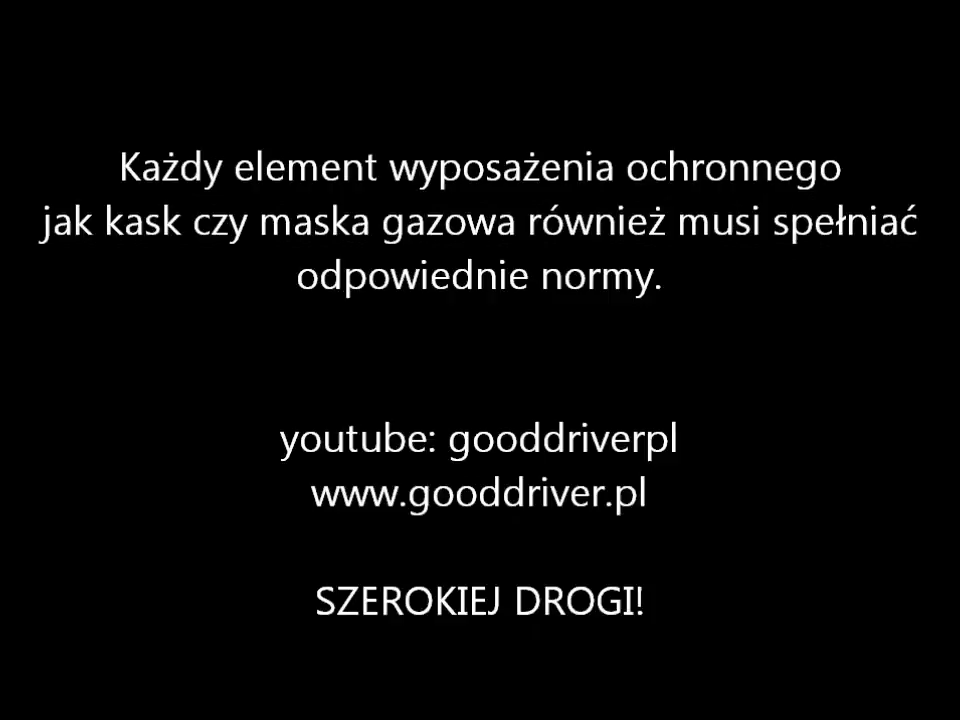 Każdy element wyposażenia ochronnego
jak kask czy maska gazowa również musi spełniać
odpowiednie normy.
youtube: gooddriverpl
www.gooddriver.pl
SZEROKIEJ DROGI!